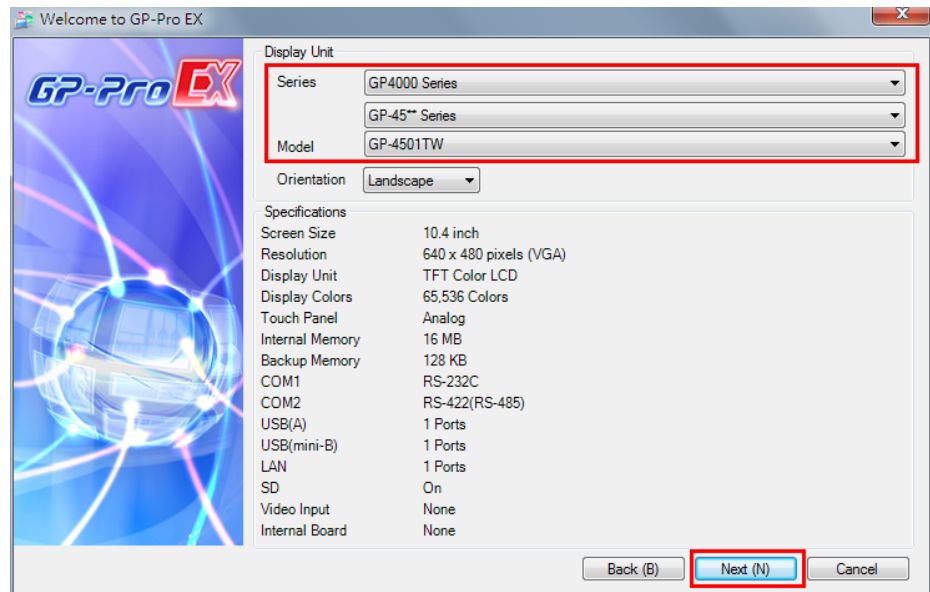 Welcome to GP-Pro EX
GP-Pro EX
Display Unit
Series GP4000 Series
GP-45** Series
Model GP-4501TW
Orientation Landscape
Specifications
Screen Size 10.4 inch
Resolution 640 x 480 pixels (VGA)
Display Unit TFT Color LCD
Display Colors 65,536 Colors
Touch Panel Analog
Internal Memory 16 MB
Backup Memory 128 KB
COM1 RS-232C
COM2 RS-422(RS-485)
USB(A) 1 Ports
USB(mini-B) 1 Ports
LAN 1 Ports
SD On
Video Input None
Internal Board None
Back (B) Next (N) Cancel